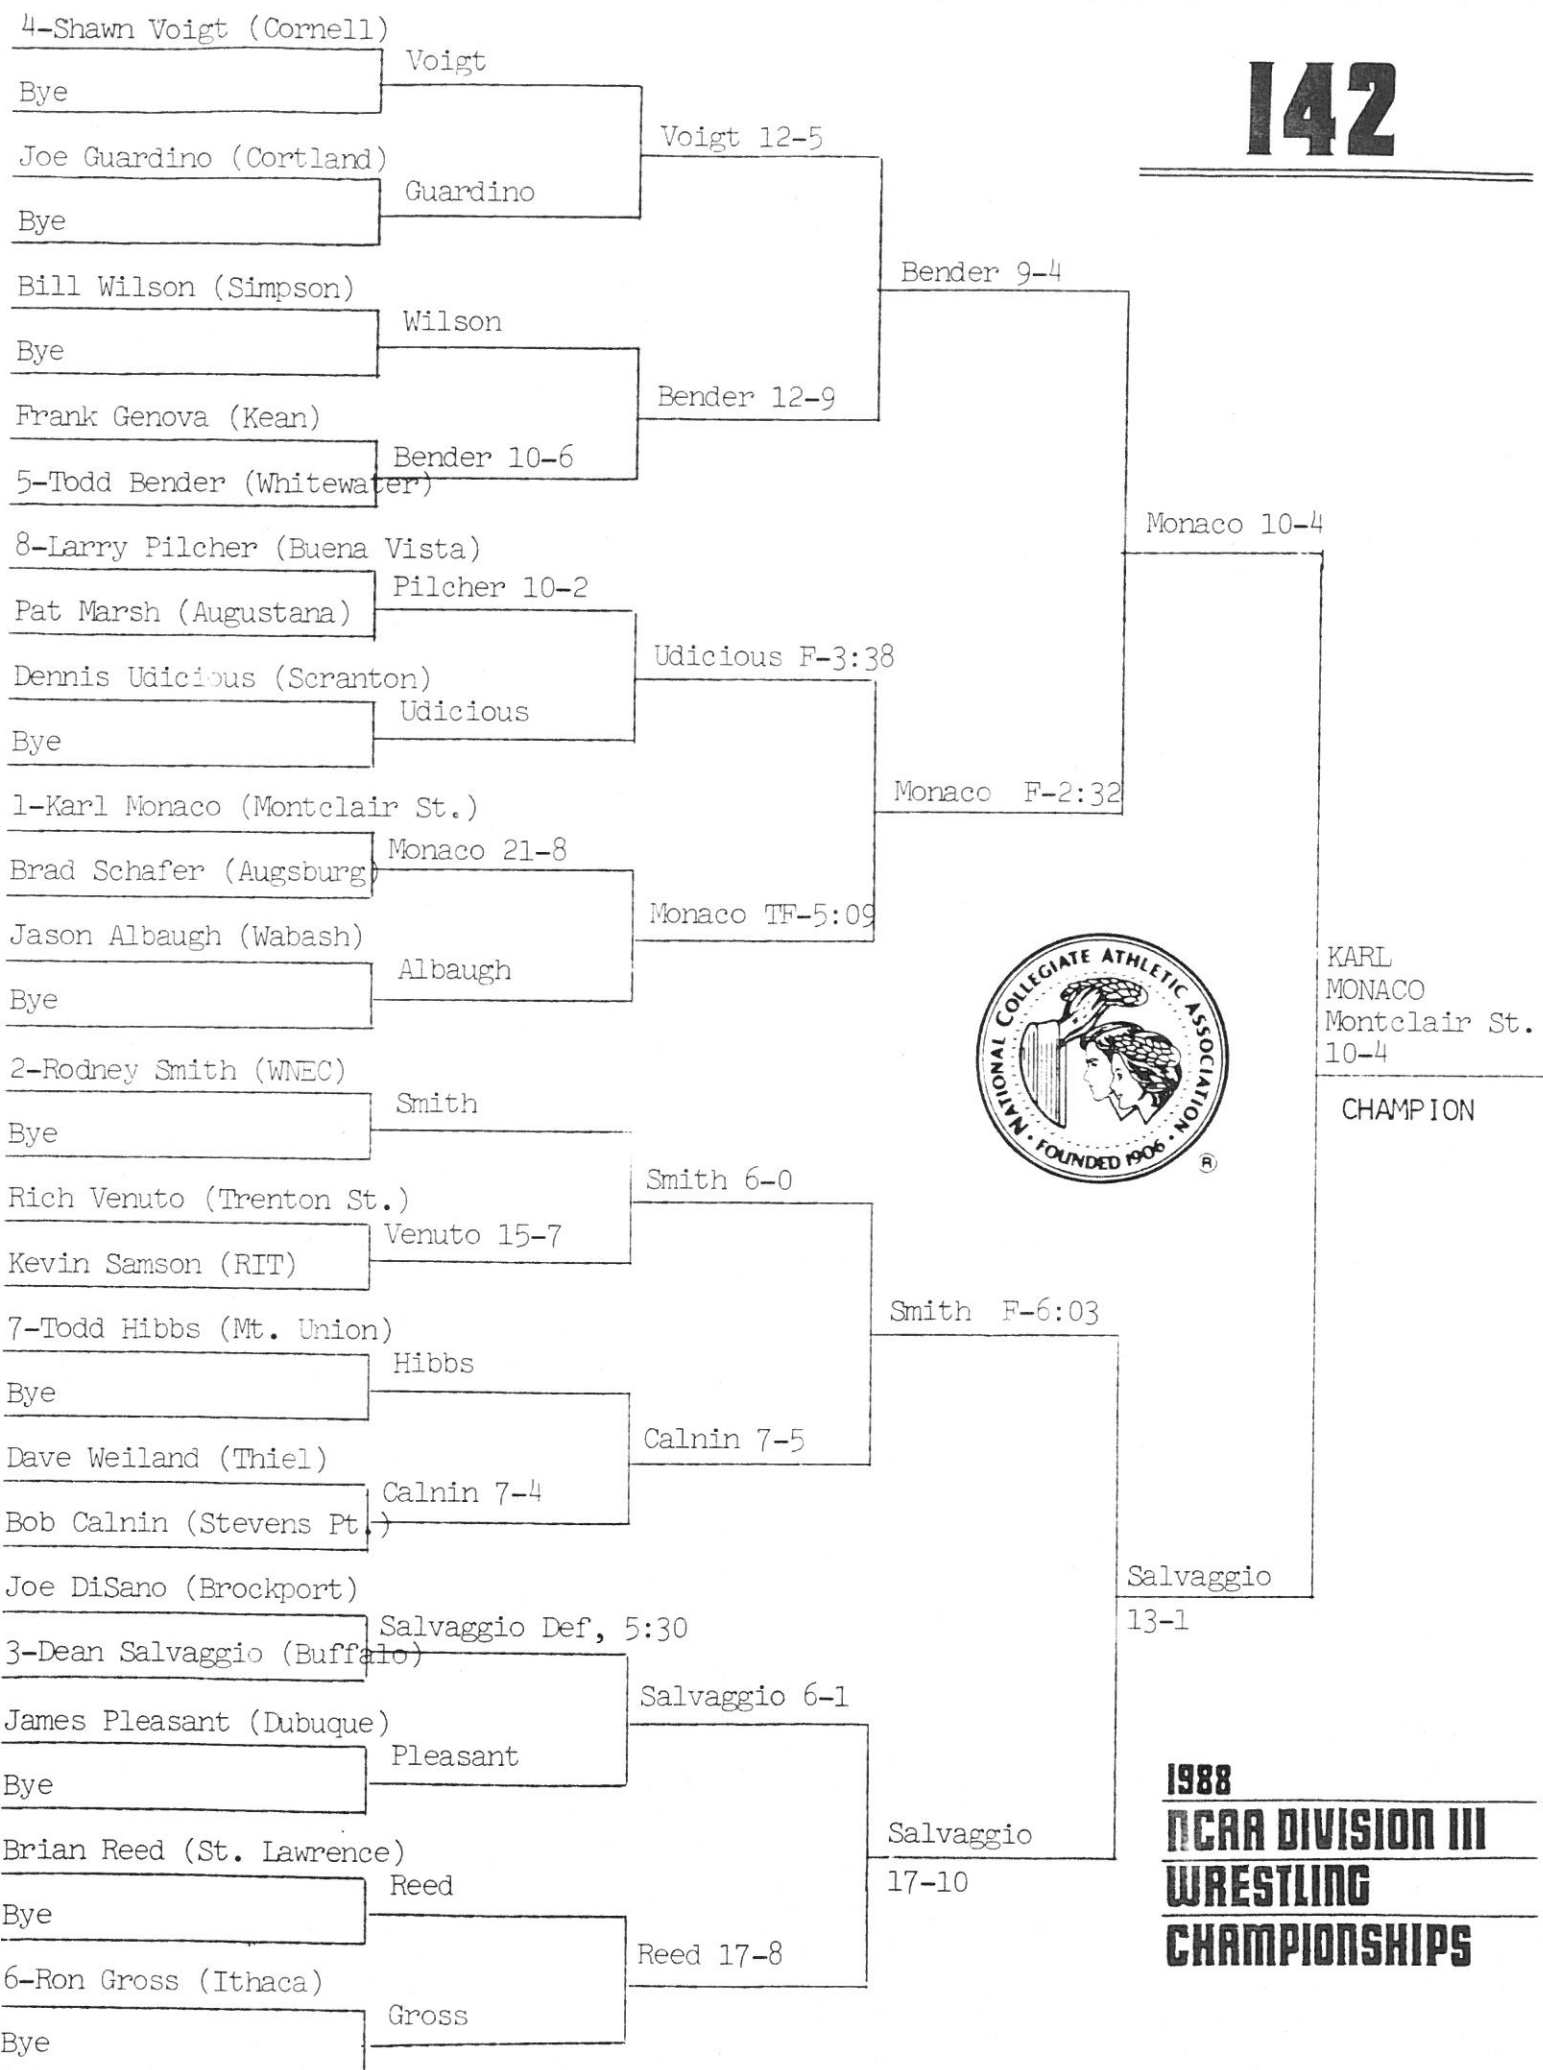 4-Shawn Voigt (Cornell)
Bye
Joe Guardino (Cortland)
Bye
Bill Wilson (Simpson)
Bye
Frank Genova (Kean)
5-Todd Bender (Whitewater)
8-Larry Pilcher (Buena Vista)
Pat Marsh (Augustana)
Dennis Udicious (Scranton)
Bye
1-Karl Monaco (Montclair St.)
Brad Schafer (Augsburg)
Jason Albaugh (Wabash)
Bye
2-Rodney Smith (WNEC)
Bye
Rich Venuto (Trenton St.)
Kevin Samson (RIT)
7-Todd Hibbs (Mt. Union)
Bye
Dave Weiland (Thiel)
Bob Calnin (Stevens Pt.)
Joe DiSano (Brockport)
3-Dean Salvaggio (Buffalo)
James Pleasant (Dubuque)
Bye
Brian Reed (St. Lawrence)
Bye
6-Ron Gross (Ithaca)
Bye
Voigt
Guardino
Wilson
Bender 10-6
Pilcher 10-2
Udicious
Monaco 21-8
Albaugh
Smith
Venuto 15-7
Hibbs
Calnin 7-4
Salvaggio Def, 5:30
Pleasant
Reed
Gross
Voigt 12-5
Bender 12-9
Udicious F-3:38
Monaco TF-5:09
Smith 6-0
Calnin 7-5
Salvaggio 6-1
Reed 17-8
Bender 9-4
Monaco F-2:32
Smith F-6:03
Salvaggio
17-10
Monaco 10-4
Salvaggio
13-1
KARL
MONACO
Montclair St.
10-4
CHAMPION
142
NATIONAL COLLEGIATE ATHLETIC ASSOCIATION · FOUNDED 1906 ·
®
1988
NCAA DIVISION III
WRESTLING
CHAMPIONSHIPS